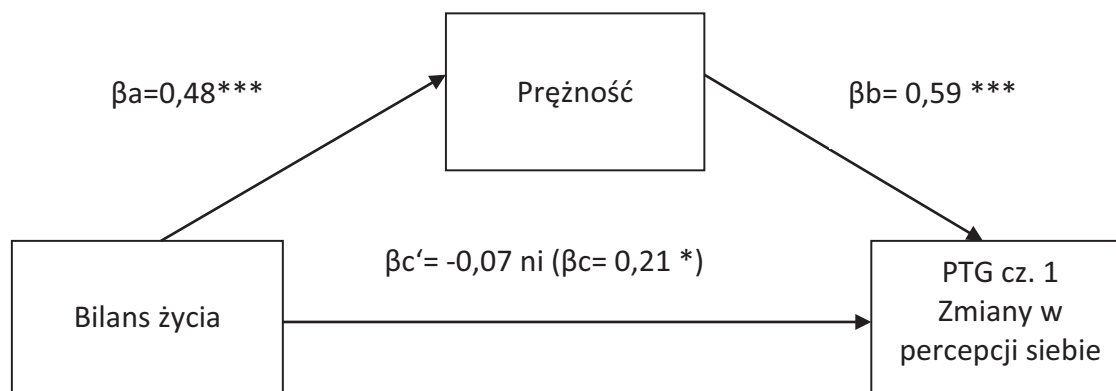 βa=0,48***
Prężność
βb= 0,59 ***
βc‘= -0,07 ni (βc= 0,21 *)
Bilans życia
PTG cz. 1
Zmiany w
percepcji siebie